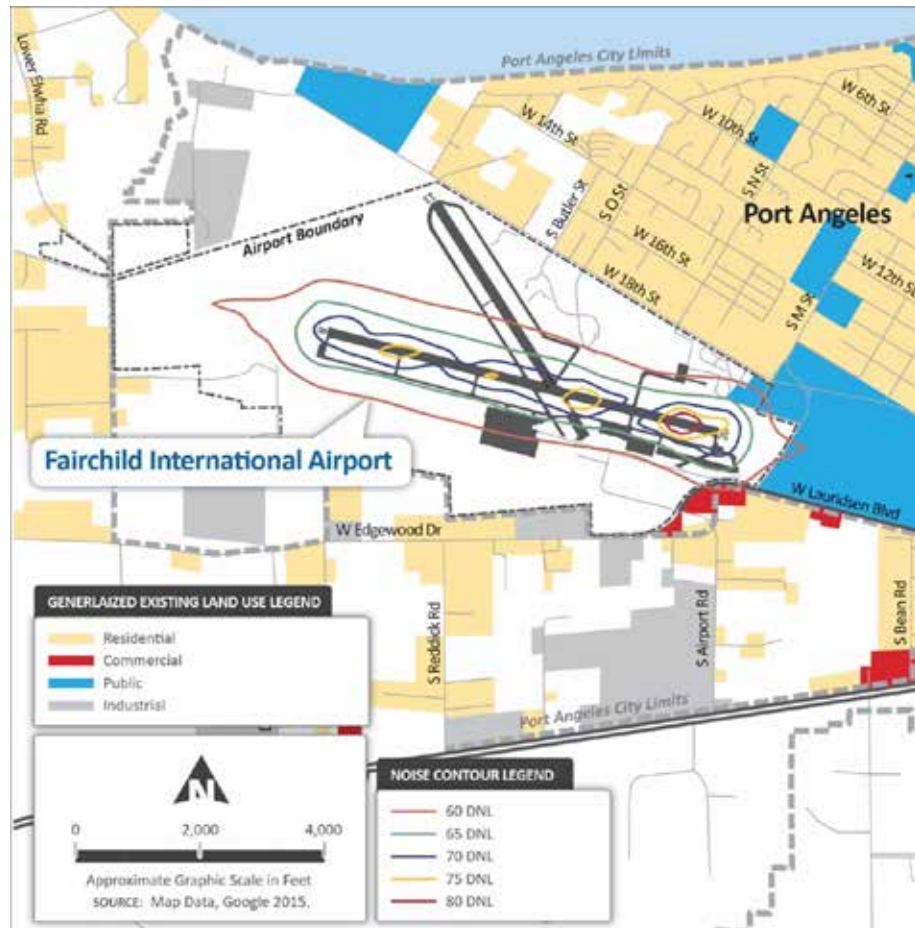 Port Angeles City Limits
Lower Elwha Rd
W 6th St
W 14th St
W 10th St
S N St
S Butler St
S O St
Port Angeles
Airport Boundary
W 16th St
W 12th St
W 18th St
S M St
Fairchild International Airport
W Lauridsen Blvd
W Edgewood Dr
S Reddick Rd
S Airport Rd
S Bean Rd
Port Angeles City Limits
GENERLAIZED EXISTING LAND USE LEGEND
Residential
Commercial
Public
Industrial
N
0 2,000 4,000
Approximate Graphic Scale in Feet
SOURCE: Map Data, Google 2015.
NOISE CONTOUR LEGEND
60 DNL
65 DNL
70 DNL
75 DNL
80 DNL